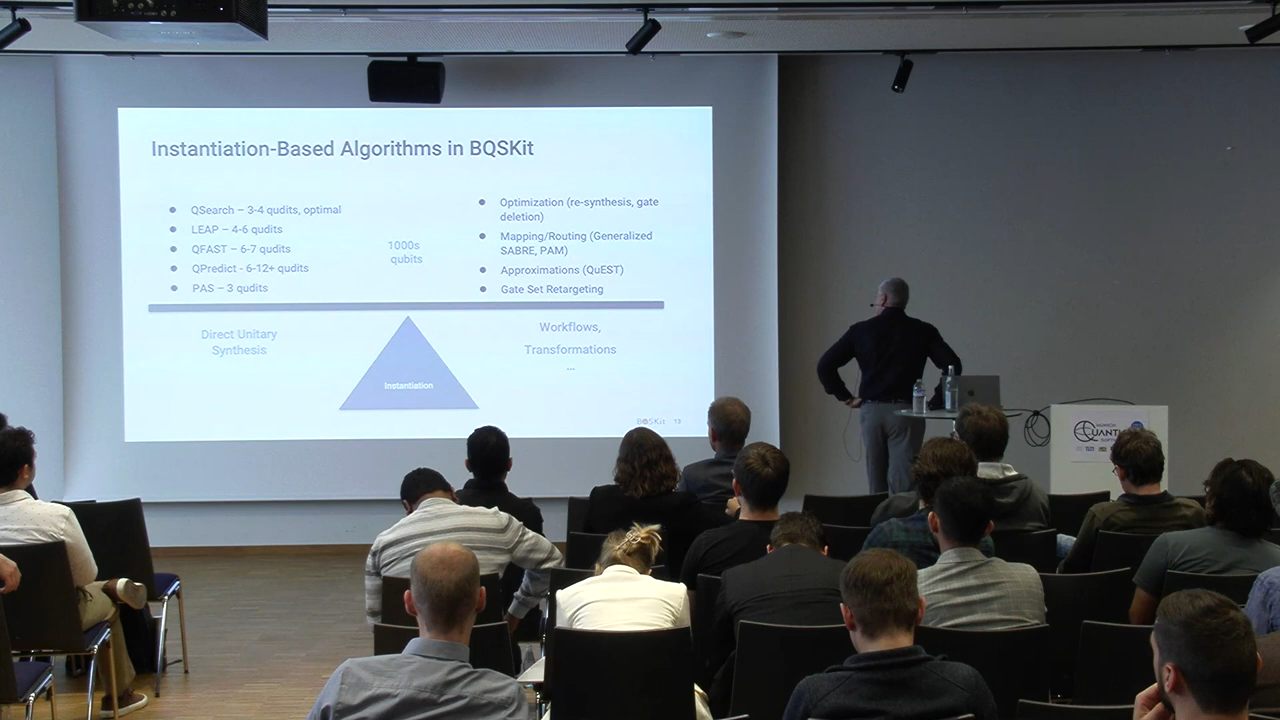 Instantiation-Based Algorithms in BQSKit
QSearch – 3-4 qudits, optimal
LEAP – 4-6 qudits
QFAST – 6-7 qudits
QPredict - 6-12+ qudits
PAS – 3 qudits
1000s
qubits
Optimization (re-synthesis, gate
deletion)
Mapping/Routing (Generalized
SABRE, PAM)
Approximations (QuEST)
Gate Set Retargeting
Direct Unitary
Synthesis
Workflows,
Transformations
...
Instantiation
BQSKit 13